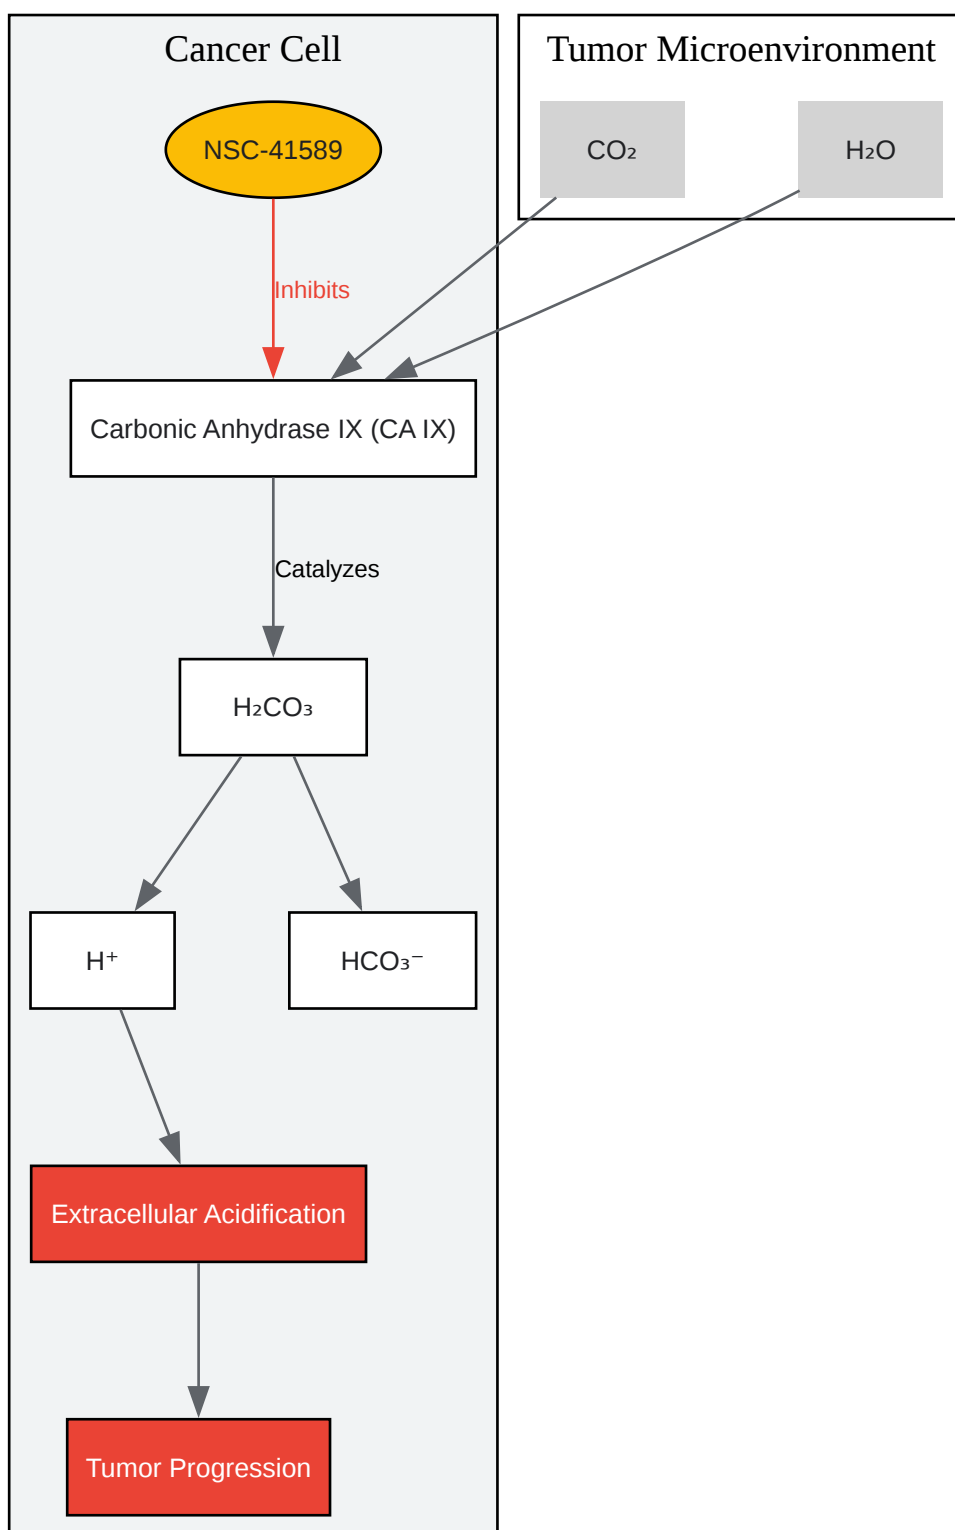 Cancer Cell
Tumor Microenvironment
NSC-41589
CO₂
H₂O
Inhibits
Carbonic Anhydrase IX (CA IX)
Catalyzes
H₂CO₃
H⁺
HCO₃⁻
Extracellular Acidification
Tumor Progression